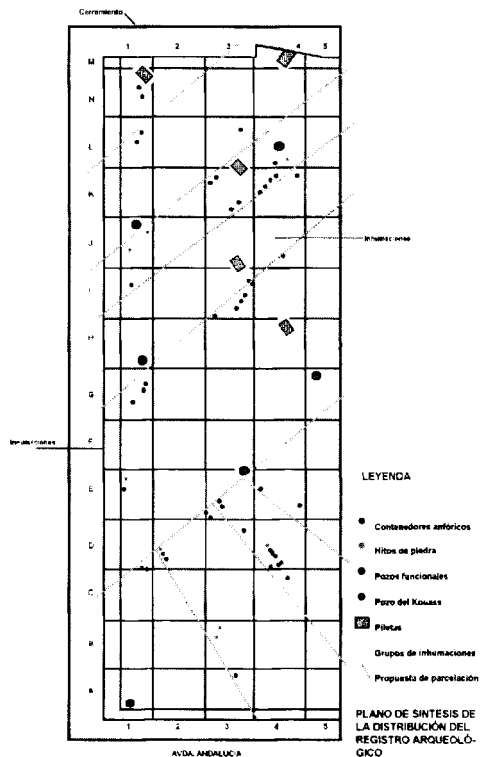 Cerramiento
1 2 3 4 5
M
N
L
K
J
Inhumaciones
I
H
G
F
Inhumaciones
E
D
C
B
A
1 2 3 4 5
AVDA. ANDALUCIA
LEYENDA
Contenedores anfóricos
Hitos de piedra
Pozos funcionales
Pozo del Kouass
Piletas
Grupos de inhumaciones
Propuesta de parcelación
PLANO DE SINTESIS DE
LA DISTRIBUCIÓN DEL
REGISTRO ARQUEOLÓ-
GICO